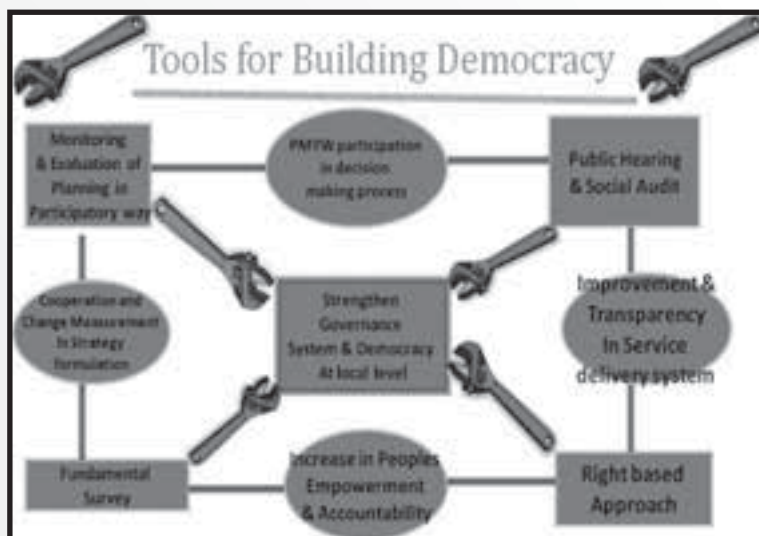 Tools for Building Democracy
Monitoring
& Evaluation of
Planning in
Participatory way
PMYW participation
in decision
making process
Public Hearing
& Social Audit
Cooperation and
Change Measurement
In Strategy
formulation
Strengthen
Governance
System & Democracy
At local level
Improvement &
Transparency
In Service
delivery system
Fundamental
Survey
Increase in Peoples
Empowerment
& Accountability
Right based
Approach